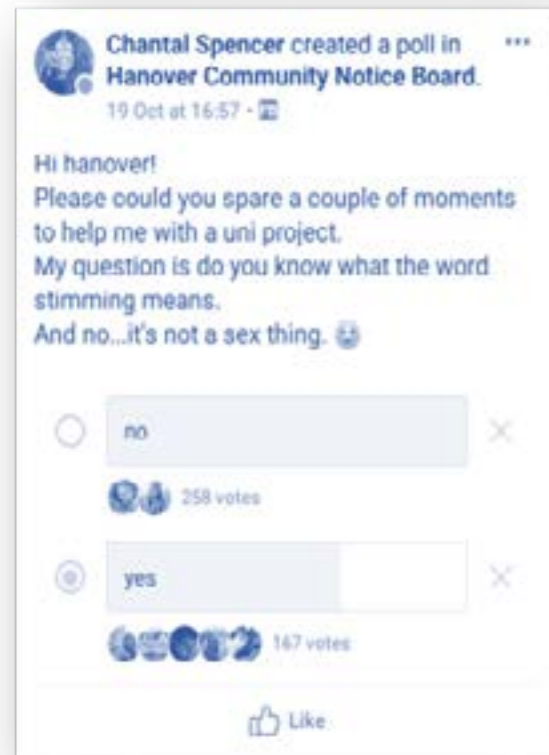 Chantal Spencer created a poll in
Hanover Community Notice Board.
19 Oct at 16:57 ·
Hi hanover!
Please could you spare a couple of moments
to help me with a uni project.
My question is do you know what the word
stimming means.
And no...it's not a sex thing.
no
258 votes
yes
167 votes
Like